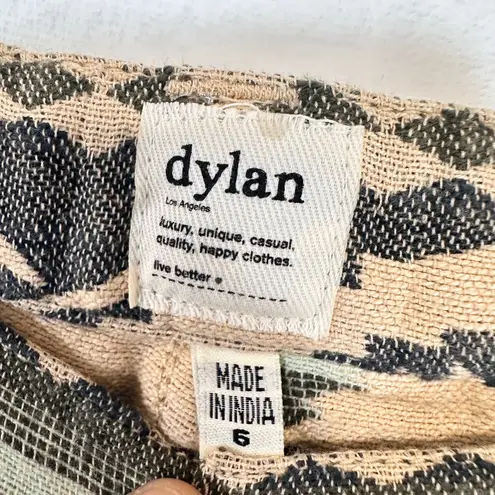 dylan
Los Angeles
luxury, unique, casual,
quality, happy clothes.
live better
MADE
IN INDIA
6